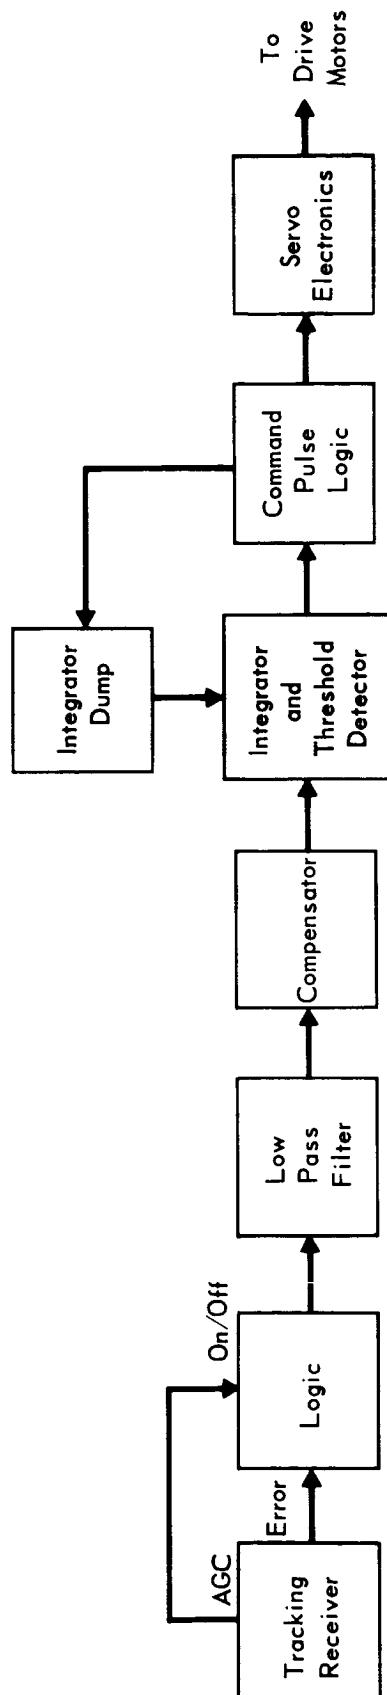 Tracking
Receiver
AGC
Error
On/Off
Logic
Low
Pass
Filter
Compensator
Integrator
and
Threshold
Detector
Integrator
Dump
Command
Pulse
Logic
Servo
Electronics
To
Drive
Motors